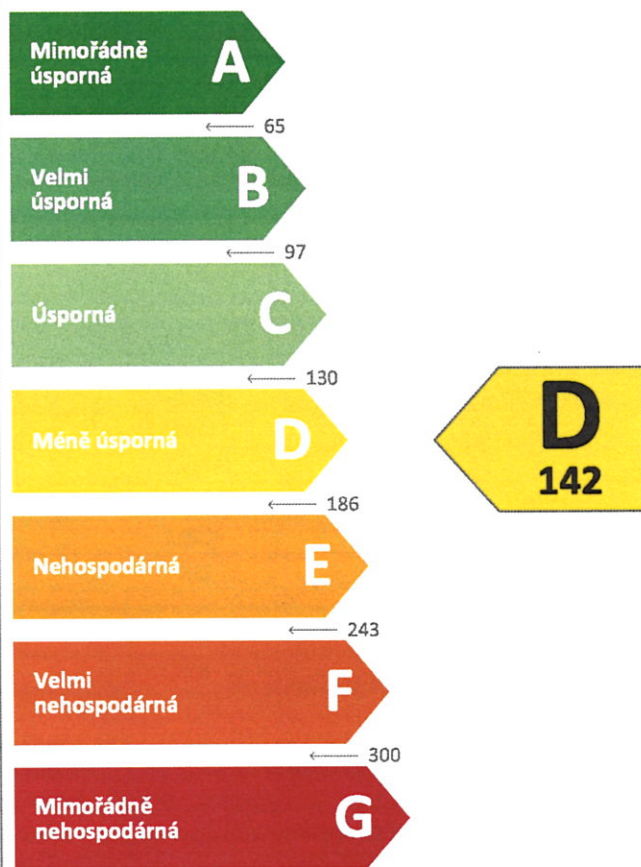 Mimořádně
úsporná
A
65
Velmi
úsporná
B
97
Úsporná
C
130
Méně úsporná
D
186
D
142
Nehospodárná
E
243
Velmi
nehospodárná
F
300
Mimořádně
nehospodárná
G